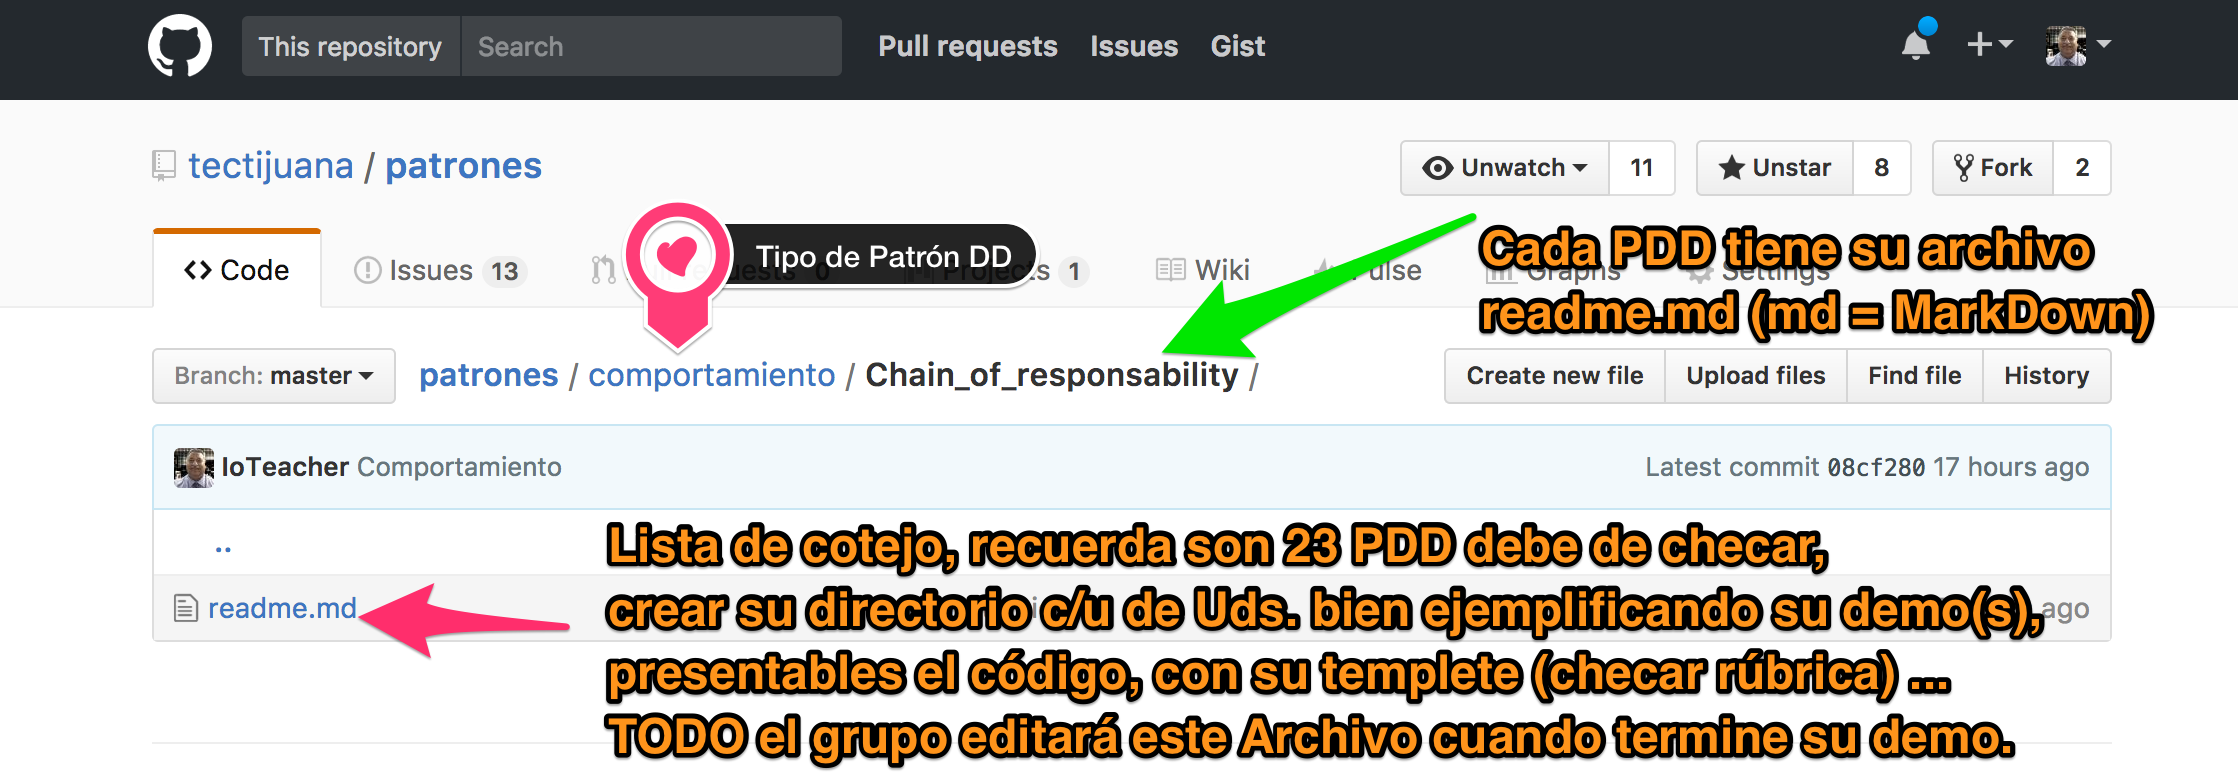 This repository Search Pull requests Issues Gist
tectijuana / patrones
Unwatch 11 Unstar 8 Fork 2
Code Issues 13 0 Projects 1 Wiki Pulse Graphs Settings
Tipo de Patrón DD
Cada PDD tiene su archivo
readme.md (md = MarkDown)
Branch: master patrones / comportamiento / Chain_of_responsability /
Create new file Upload files Find file History
IoTeacher Comportamiento Latest commit 08cf280 17 hours ago
..
readme.md ago
Lista de cotejo, recuerda son 23 PDD debe de checar,
crear su directorio c/u de Uds. bien ejemplificando su demo(s),
presentables el código, con su templete (checar rúbrica) ...
TODO el grupo editará este Archivo cuando termine su demo.